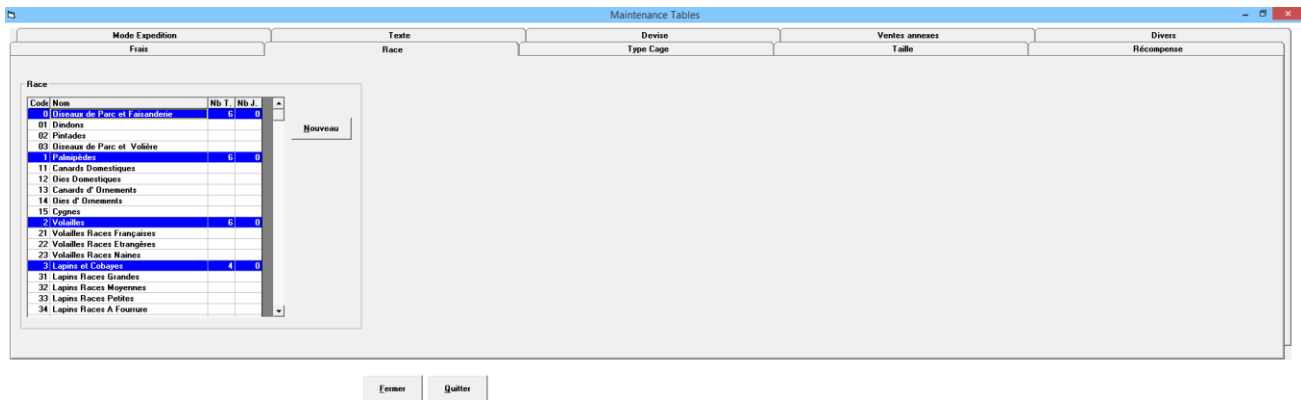 Maintenance Tables
Mode Expedition Texte Devise Ventes annexes Divers
Frais Race Type Cage Taille Récompense
Race
Code Nom Nb T. Nb J.
0 Oiseaux de Parc et Faisanderie 6 0
01 Dindons
02 Pintades
03 Oiseaux de Parc et Volière
1 Palmipèdes 6 0
11 Canards Domestiques
12 Oies Domestiques
13 Canards d' Ornements
14 Oies d' Ornements
15 Cygnes
2 Volailles 6 0
21 Volailles Races Françaises
22 Volailles Races Etrangères
23 Volailles Races Naines
3 Lapins et Cobayes 4 0
31 Lapins Races Grandes
32 Lapins Races Moyennes
33 Lapins Races Petites
34 Lapins Races A Fourrure
Nouveau
Fermer Quitter